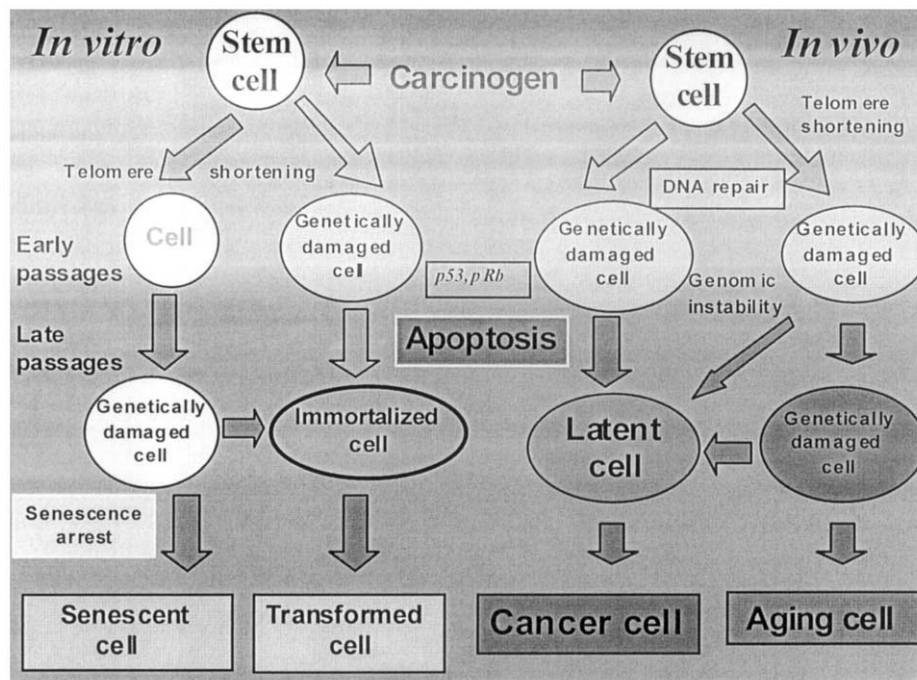 In vitro
Stem
cell
Carcinogen
Stem
cell
In vivo
Telomere
shortening
Telomere
shortening
DNA repair
Cell
Genetically
damaged
cell
Genetically
damaged
cell
Genetically
damaged
cell
Early
passages
p53, pRb
Genomic
instability
Late
passages
Apoptosis
Genetically
damaged
cell
Immortalized
cell
Latent
cell
Genetically
damaged
cell
Senescence
arrest
Senescent
cell
Transformed
cell
Cancer cell
Aging cell